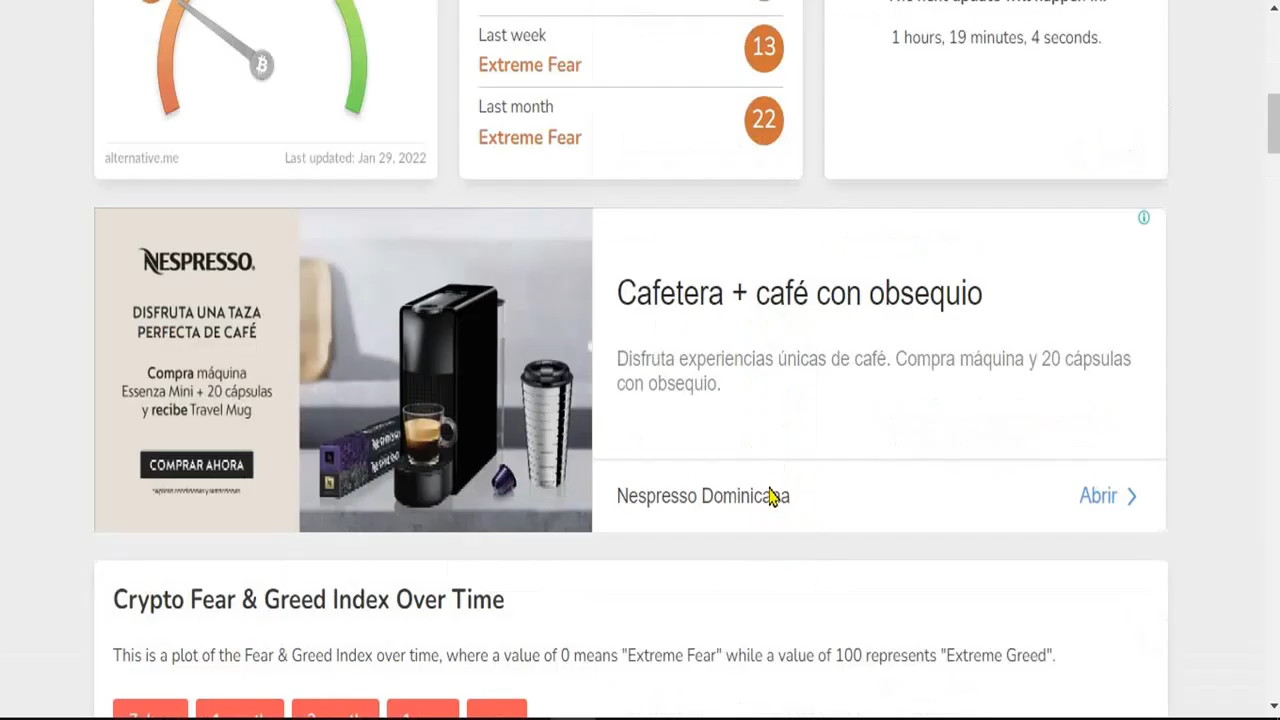 1 hours, 19 minutes, 4 seconds.
Last week
13
Extreme Fear
Last month
22
Extreme Fear
alternative.me
Last updated: Jan 29, 2022
NESPRESSO.
DISFRUTA UNA TAZA
PERFECTA DE CAFÉ
Compra máquina
Essenza Mini + 20 cápsulas
y recibe Travel Mug
COMPRAR AHORA
Cafetera + café con obsequio
Disfruta experiencias únicas de café. Compra máquina y 20 cápsulas
con obsequio.
Nespresso Dominicana
Abrir
Crypto Fear & Greed Index Over Time
This is a plot of the Fear & Greed Index over time, where a value of 0 means "Extreme Fear" while a value of 100 represents "Extreme Greed".